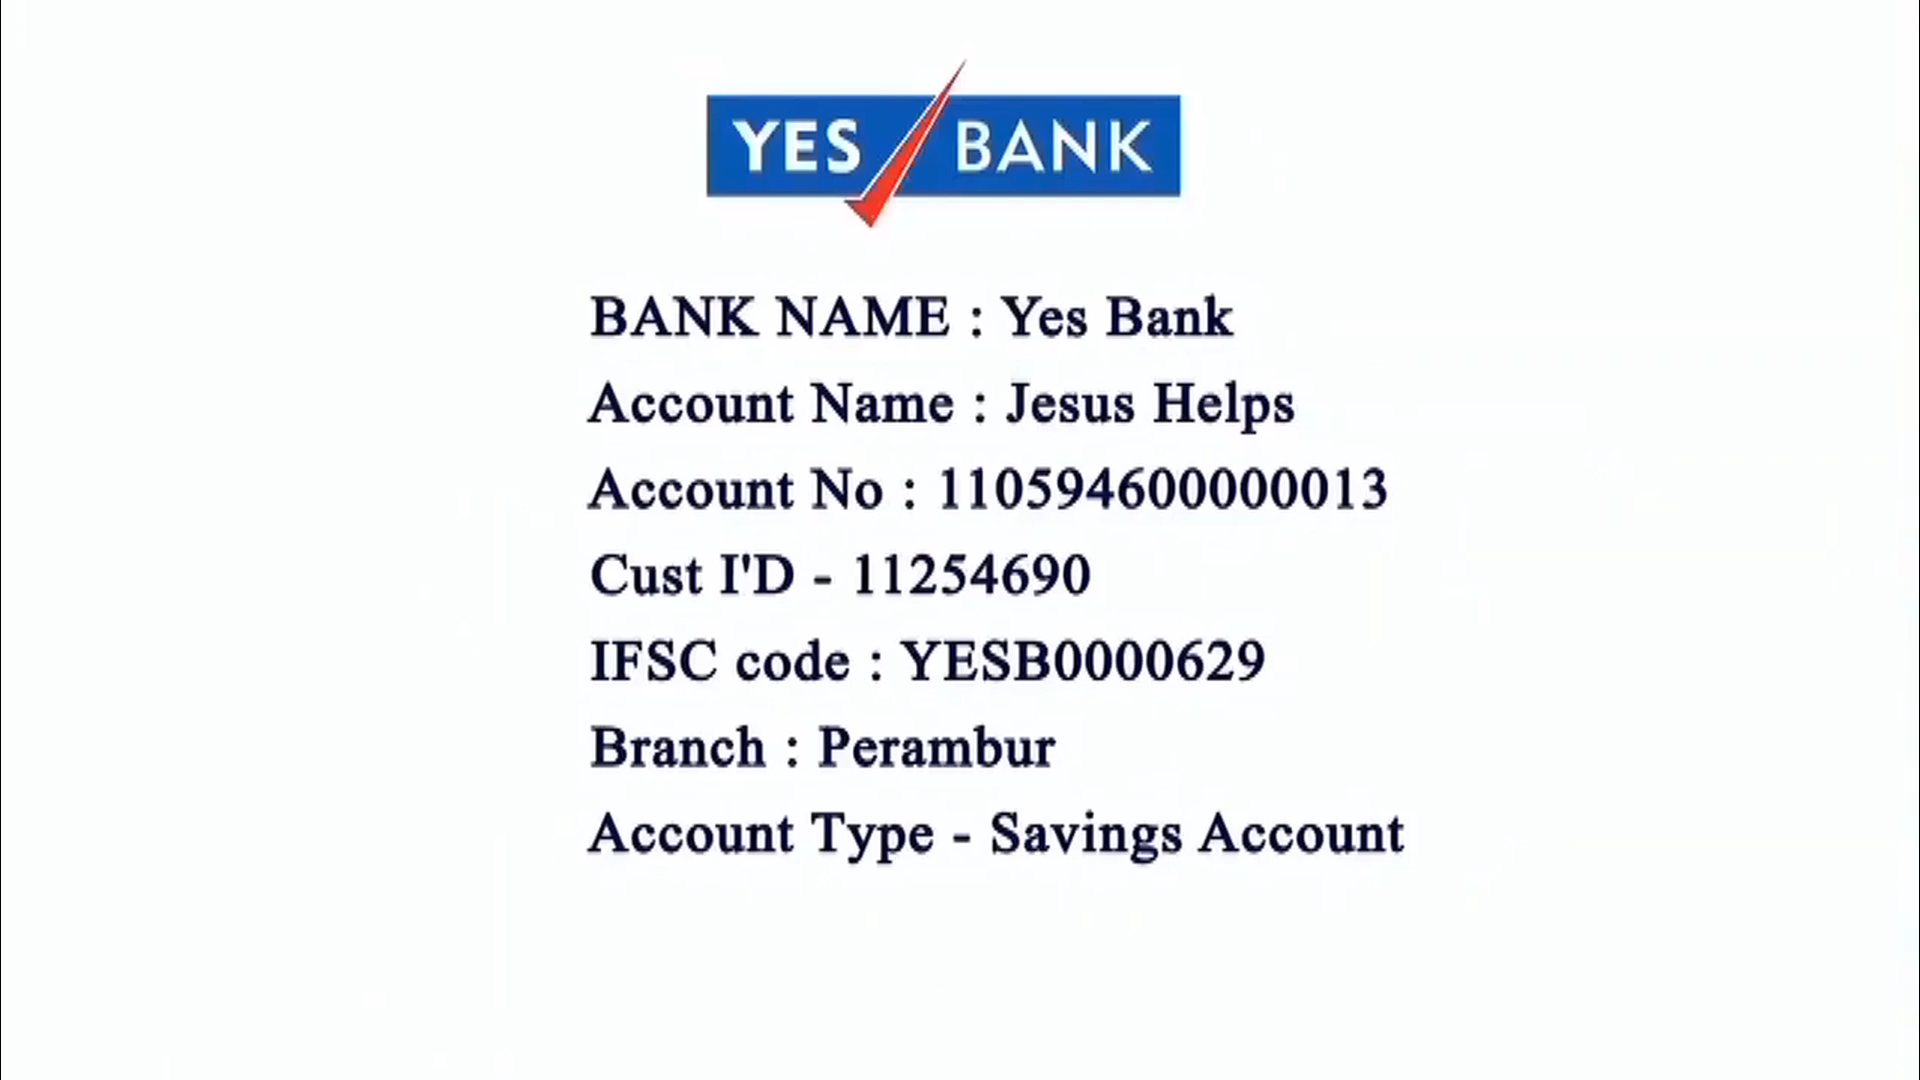 YES BANK
BANK NAME : Yes Bank
Account Name : Jesus Helps
Account No : 110594600000013
Cust I'D - 11254690
IFSC code : YESB0000629
Branch : Perambur
Account Type - Savings Account